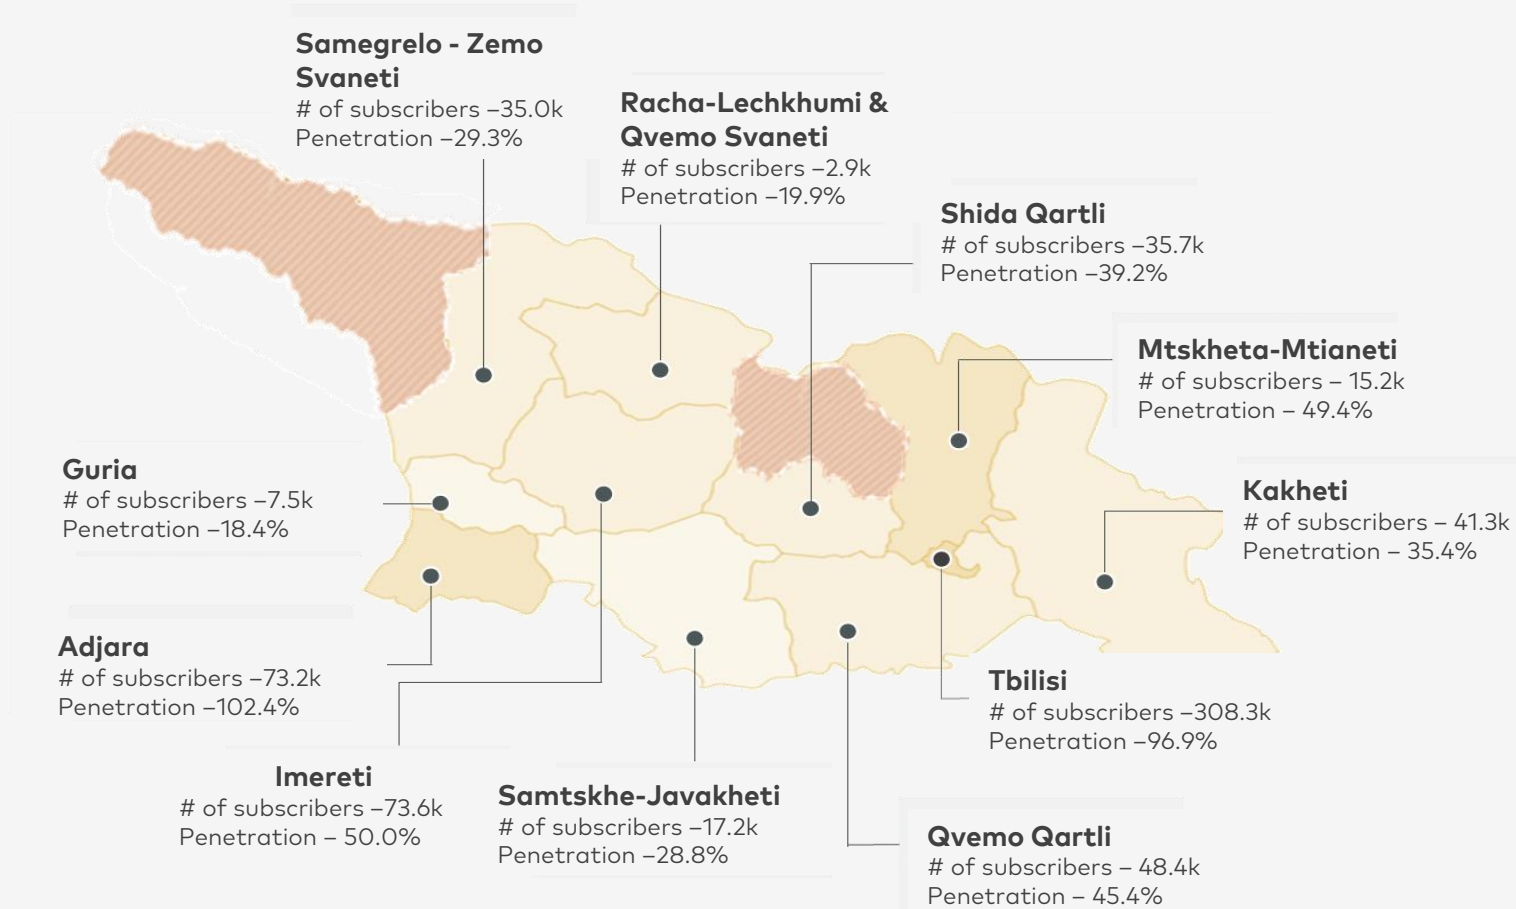 Samegrelo - Zemo
Svaneti
# of subscribers –35.0k
Penetration –29.3%
Racha-Lechkhumi &
Qvemo Svaneti
# of subscribers –2.9k
Penetration –19.9%
Shida Qartli
# of subscribers –35.7k
Penetration –39.2%
Mtskheta-Mtianeti
# of subscribers – 15.2k
Penetration – 49.4%
Guria
# of subscribers –7.5k
Penetration –18.4%
Kakheti
# of subscribers – 41.3k
Penetration – 35.4%
Adjara
# of subscribers –73.2k
Penetration –102.4%
Tbilisi
# of subscribers –308.3k
Penetration –96.9%
Imereti
# of subscribers –73.6k
Penetration – 50.0%
Samtskhe-Javakheti
# of subscribers –17.2k
Penetration –28.8%
Qvemo Qartli
# of subscribers – 48.4k
Penetration – 45.4%